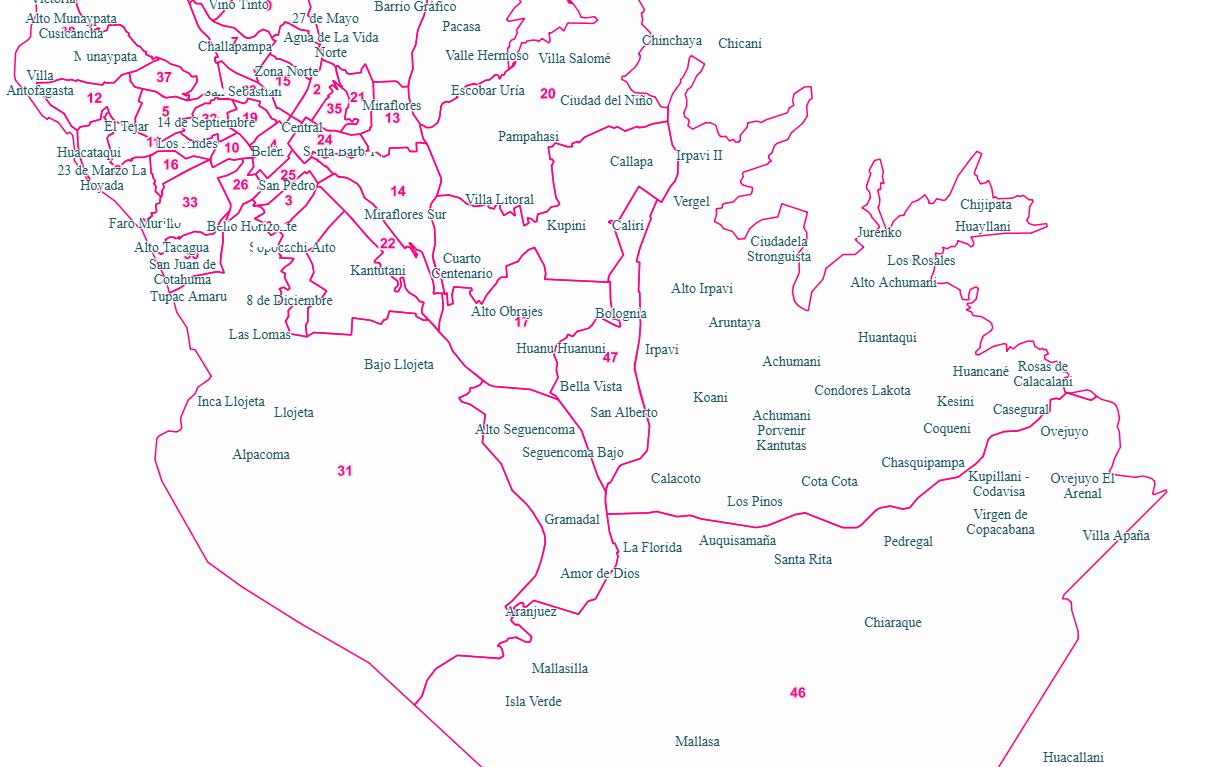 Vino Tinto
Barrio Gráfico
Alto Munaypata
27 de Mayo
Cusicancha
Pacasa
Agua de La Vida
Norte
7
Challapampa
Chinchaya
Chicani
Munaypata
Valle Hermoso
Villa Salomé
Villa
Antofagasta
37
Zona Norte
15
2
Escobar Uría
20
Ciudad del Niño
San Sebastián
12
21
Miraflores
35
13
5
14 de Septiembre
19
El Tejar
Central
24
Pampahasi
Los Andes
10
Belén
Santa Bárbara
Huacataqui
Irpavi II
16
Callapa
23 de Marzo La
Hoyada
25
26
San Pedro
14
3
33
Villa Litoral
Vergel
Chijipata
Miraflores Sur
Faro Murillo
Bello Horizonte
Kupini
Caliri
Huayllani
Jurenko
22
Ciudadela
Stronguista
Alto Tacagua
Sopocachi Alto
San Juan de
Cotahuma
Kantutani
Cuarto
Centenario
Los Rosales
Alto Achumani
Tupac Amaru
8 de Diciembre
Alto Irpavi
Alto Obrajes
17
Bolognia
Aruntaya
Las Lomas
Huantaqui
Huanu
Huanuni
47
Irpavi
Bajo Llojeta
Achumani
Huancané
Rosas de
Calacalani
Bella Vista
Condores Lakota
Koani
Inca Llojeta
Llojeta
San Alberto
Achumani
Porvenir
Kantutas
Kesini
Casegural
Alto Seguencoma
Coqueni
Ovejuyo
Alpacoma
Seguencoma Bajo
31
Chasquipampa
Calacoto
Cota Cota
Kupillani -
Codavisa
Ovejuyo El
Arenal
Los Pinos
Gramadal
Virgen de
Copacabana
La Florida
Auquisamaña
Pedregal
Villa Apaña
Santa Rita
Amor de Dios
Aranjuez
Chiaraque
Mallasilla
46
Isla Verde
Mallasa
Huacallani